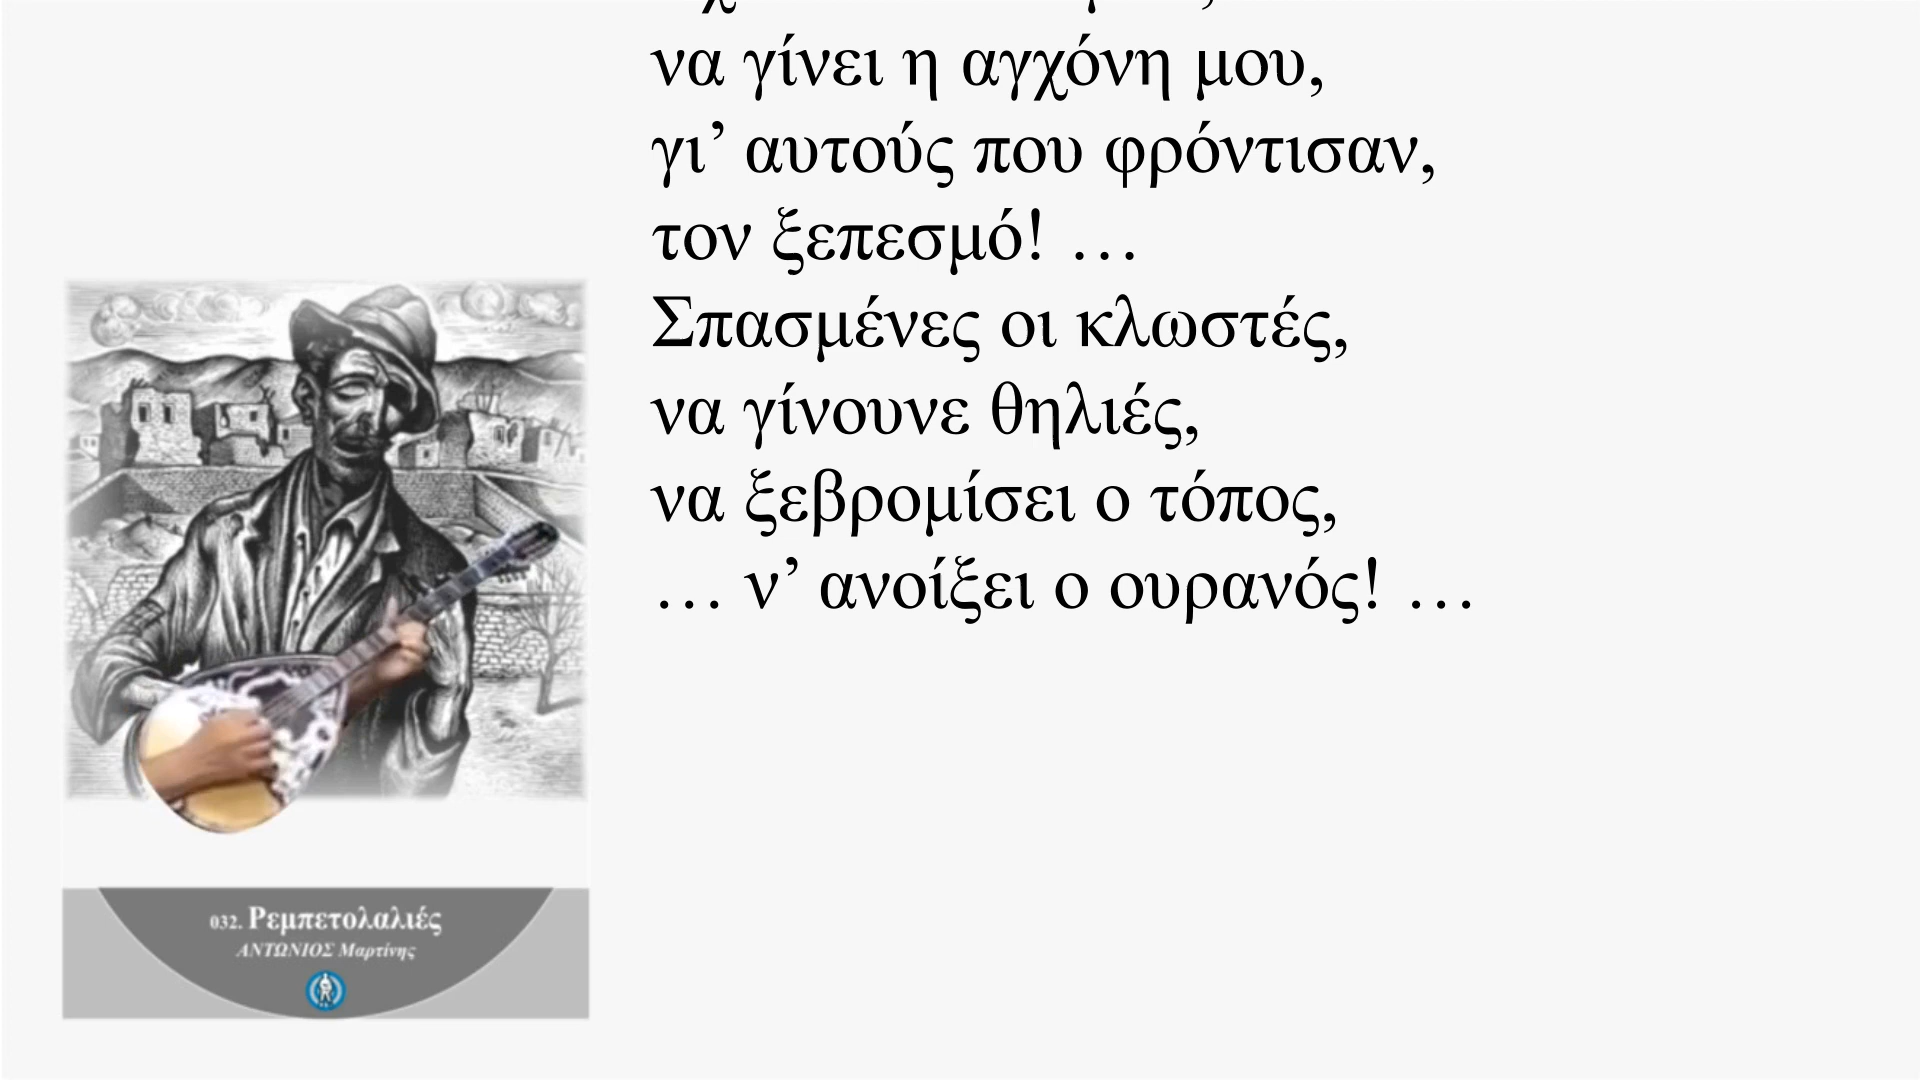 να γίνει η αγχόνη μου,
γι’ αυτούς που φρόντισαν,
τον ξεπεσμό! …
Σπασμένες οι κλωστές,
να γίνουνε θηλιές,
να ξεβρομίσει ο τόπος,
… ν’ ανοίξει ο ουρανός! …
032. Ρεμπετολαλιές
ΑΝΤΩΝΙΟΣ Μαρτίνης